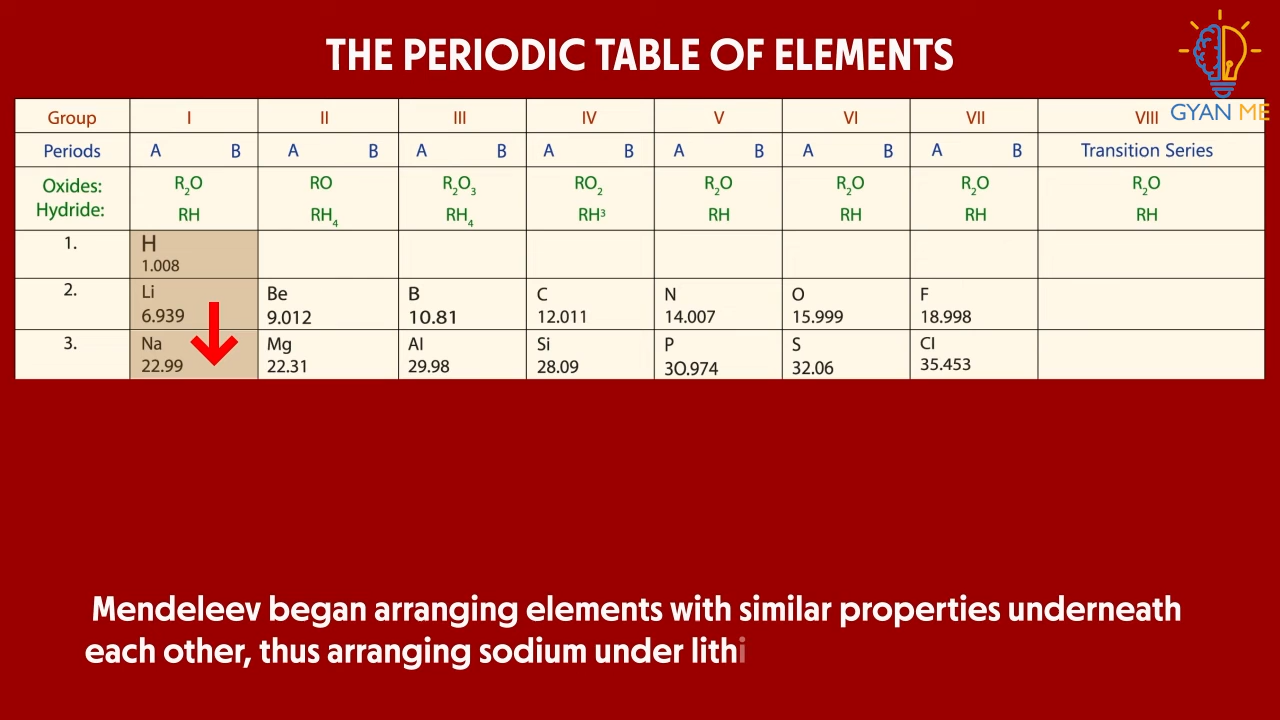 THE PERIODIC TABLE OF ELEMENTS
GYAN ME
Group I II III IV V VI VII VIII
Periods A B A B A B A B A B A B A B Transition Series
Oxides: R₂O RO R₂O₃ RO₂ R₂O R₂O R₂O R₂O
Hydride: RH RH₄ RH₄ RH³ RH RH RH RH
1. H
1.008
2. Li Be B C N O F
6.939 9.012 10.81 12.011 14.007 15.999 18.998
3. Na Mg Al Si P S Cl
22.99 22.31 29.98 28.09 30.974 32.06 35.453
Mendeleev began arranging elements with similar properties underneath
each other, thus arranging sodium under lithi